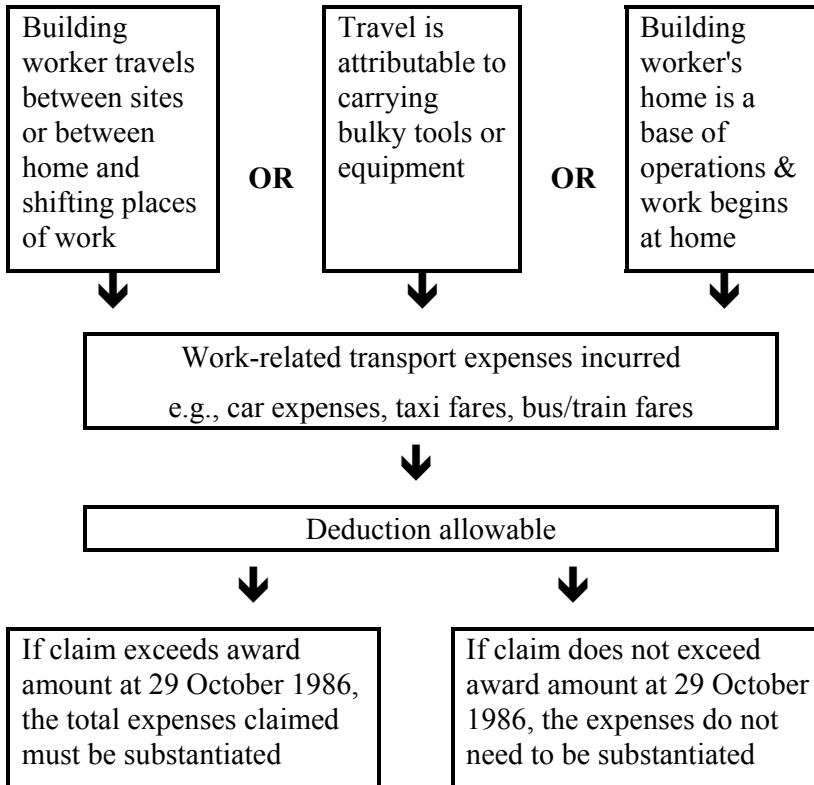 Building
worker travels
between sites
or between
home and
shifting places
of work
OR
Travel is
attributable to
carrying
bulky tools or
equipment
OR
Building
worker's
home is a
base of
operations &
work begins
at home
Work-related transport expenses incurred
e.g., car expenses, taxi fares, bus/train fares
Deduction allowable
If claim exceeds award
amount at 29 October 1986,
the total expenses claimed
must be substantiated
If claim does not exceed
award amount at 29 October
1986, the expenses do not
need to be substantiated